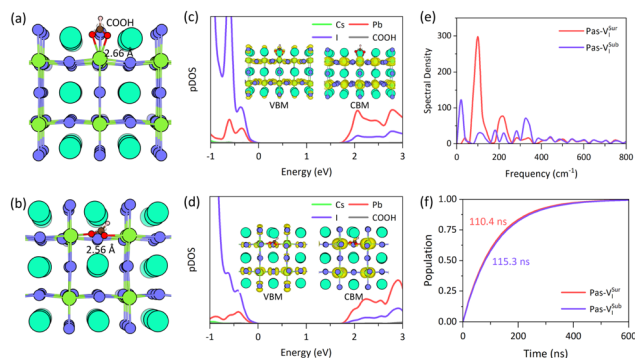 (a)
COOH
2.66 Å
(b)
2.56 Å
(c)
pDOS
Cs Pb
I COOH
VBM CBM
-1 0 1 2 3
Energy (eV)
(d)
pDOS
Cs Pb
I COOH
VBM CBM
-1 0 1 2 3
Energy (eV)
(e)
Spectral Density
300
200
100
0
Pas-V_I^Sur
Pas-V_I^Sub
0 200 400 600 800
Frequency (cm⁻¹)
(f)
Population
1.00
0.75
0.50
0.25
0.00
110.4 ns
115.3 ns
Pas-V_I^Sur
Pas-V_I^Sub
0 200 400 600
Time (ns)